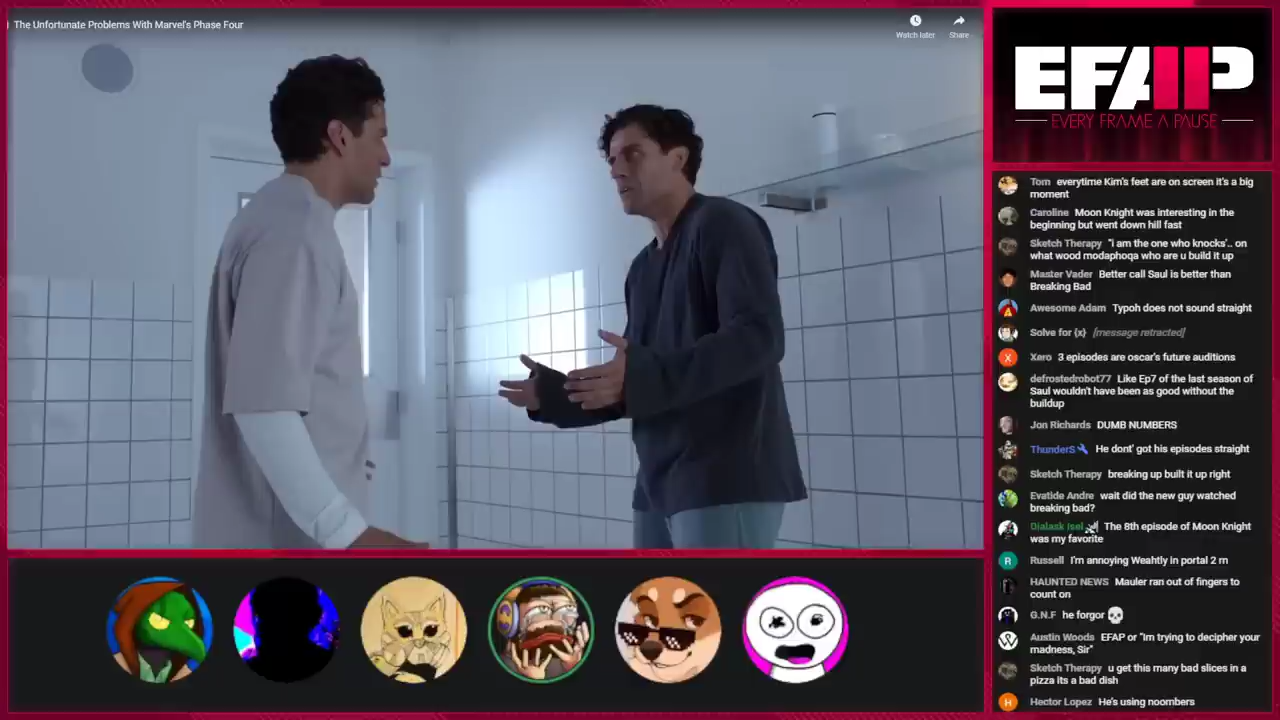 The Unfortunate Problems With Marvel's Phase Four
Watch later
Share
EFAP
EVERY FRAME A PAUSE
Tom everytime Kim's feet are on screen it's a big
moment
Caroline Moon Knight was interesting in the
beginning but went down hill fast
Sketch Therapy "i am the one who knocks'.. on
what wood modaphoqa who are u build it up
Master Vader Better call Saul is better than
Breaking Bad
Awesome Adam Typoh does not sound straight
Solve for {x} [message retracted]
X
Xero 3 episodes are oscar's future auditions
defrostedrobot77 Like Ep7 of the last season of
Saul wouldn't have been as good without the
buildup
Jon Richards DUMB NUMBERS
ThunderS He dont' got his episodes straight
Sketch Therapy breaking up built it up right
Evatide Andre wait did the new guy watched
breaking bad?
Dialask Isel The 8th episode of Moon Knight
was my favorite
R
Russell I'm annoying Weahtly in portal 2 rn
HAUNTED NEWS Mauler ran out of fingers to
count on
G.N.F he forgor 💀
Austin Woods EFAP or "Im trying to decipher your
madness, Sir"
Sketch Therapy u get this many bad slices in a
pizza its a bad dish
H
Hector Lopez He's using noombers